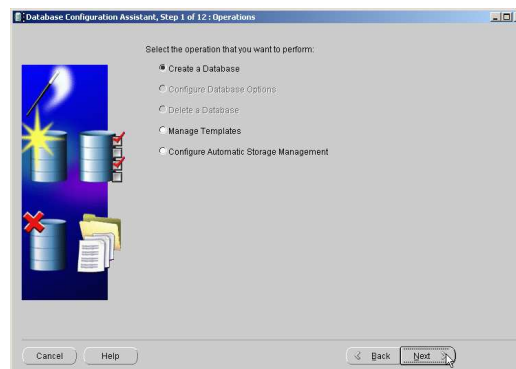 Database Configuration Assistant, Step 1 of 12 : Operations
Select the operation that you want to perform:
Create a Database
Configure Database Options
Delete a Database
Manage Templates
Configure Automatic Storage Management
Cancel
Help
Back
Next